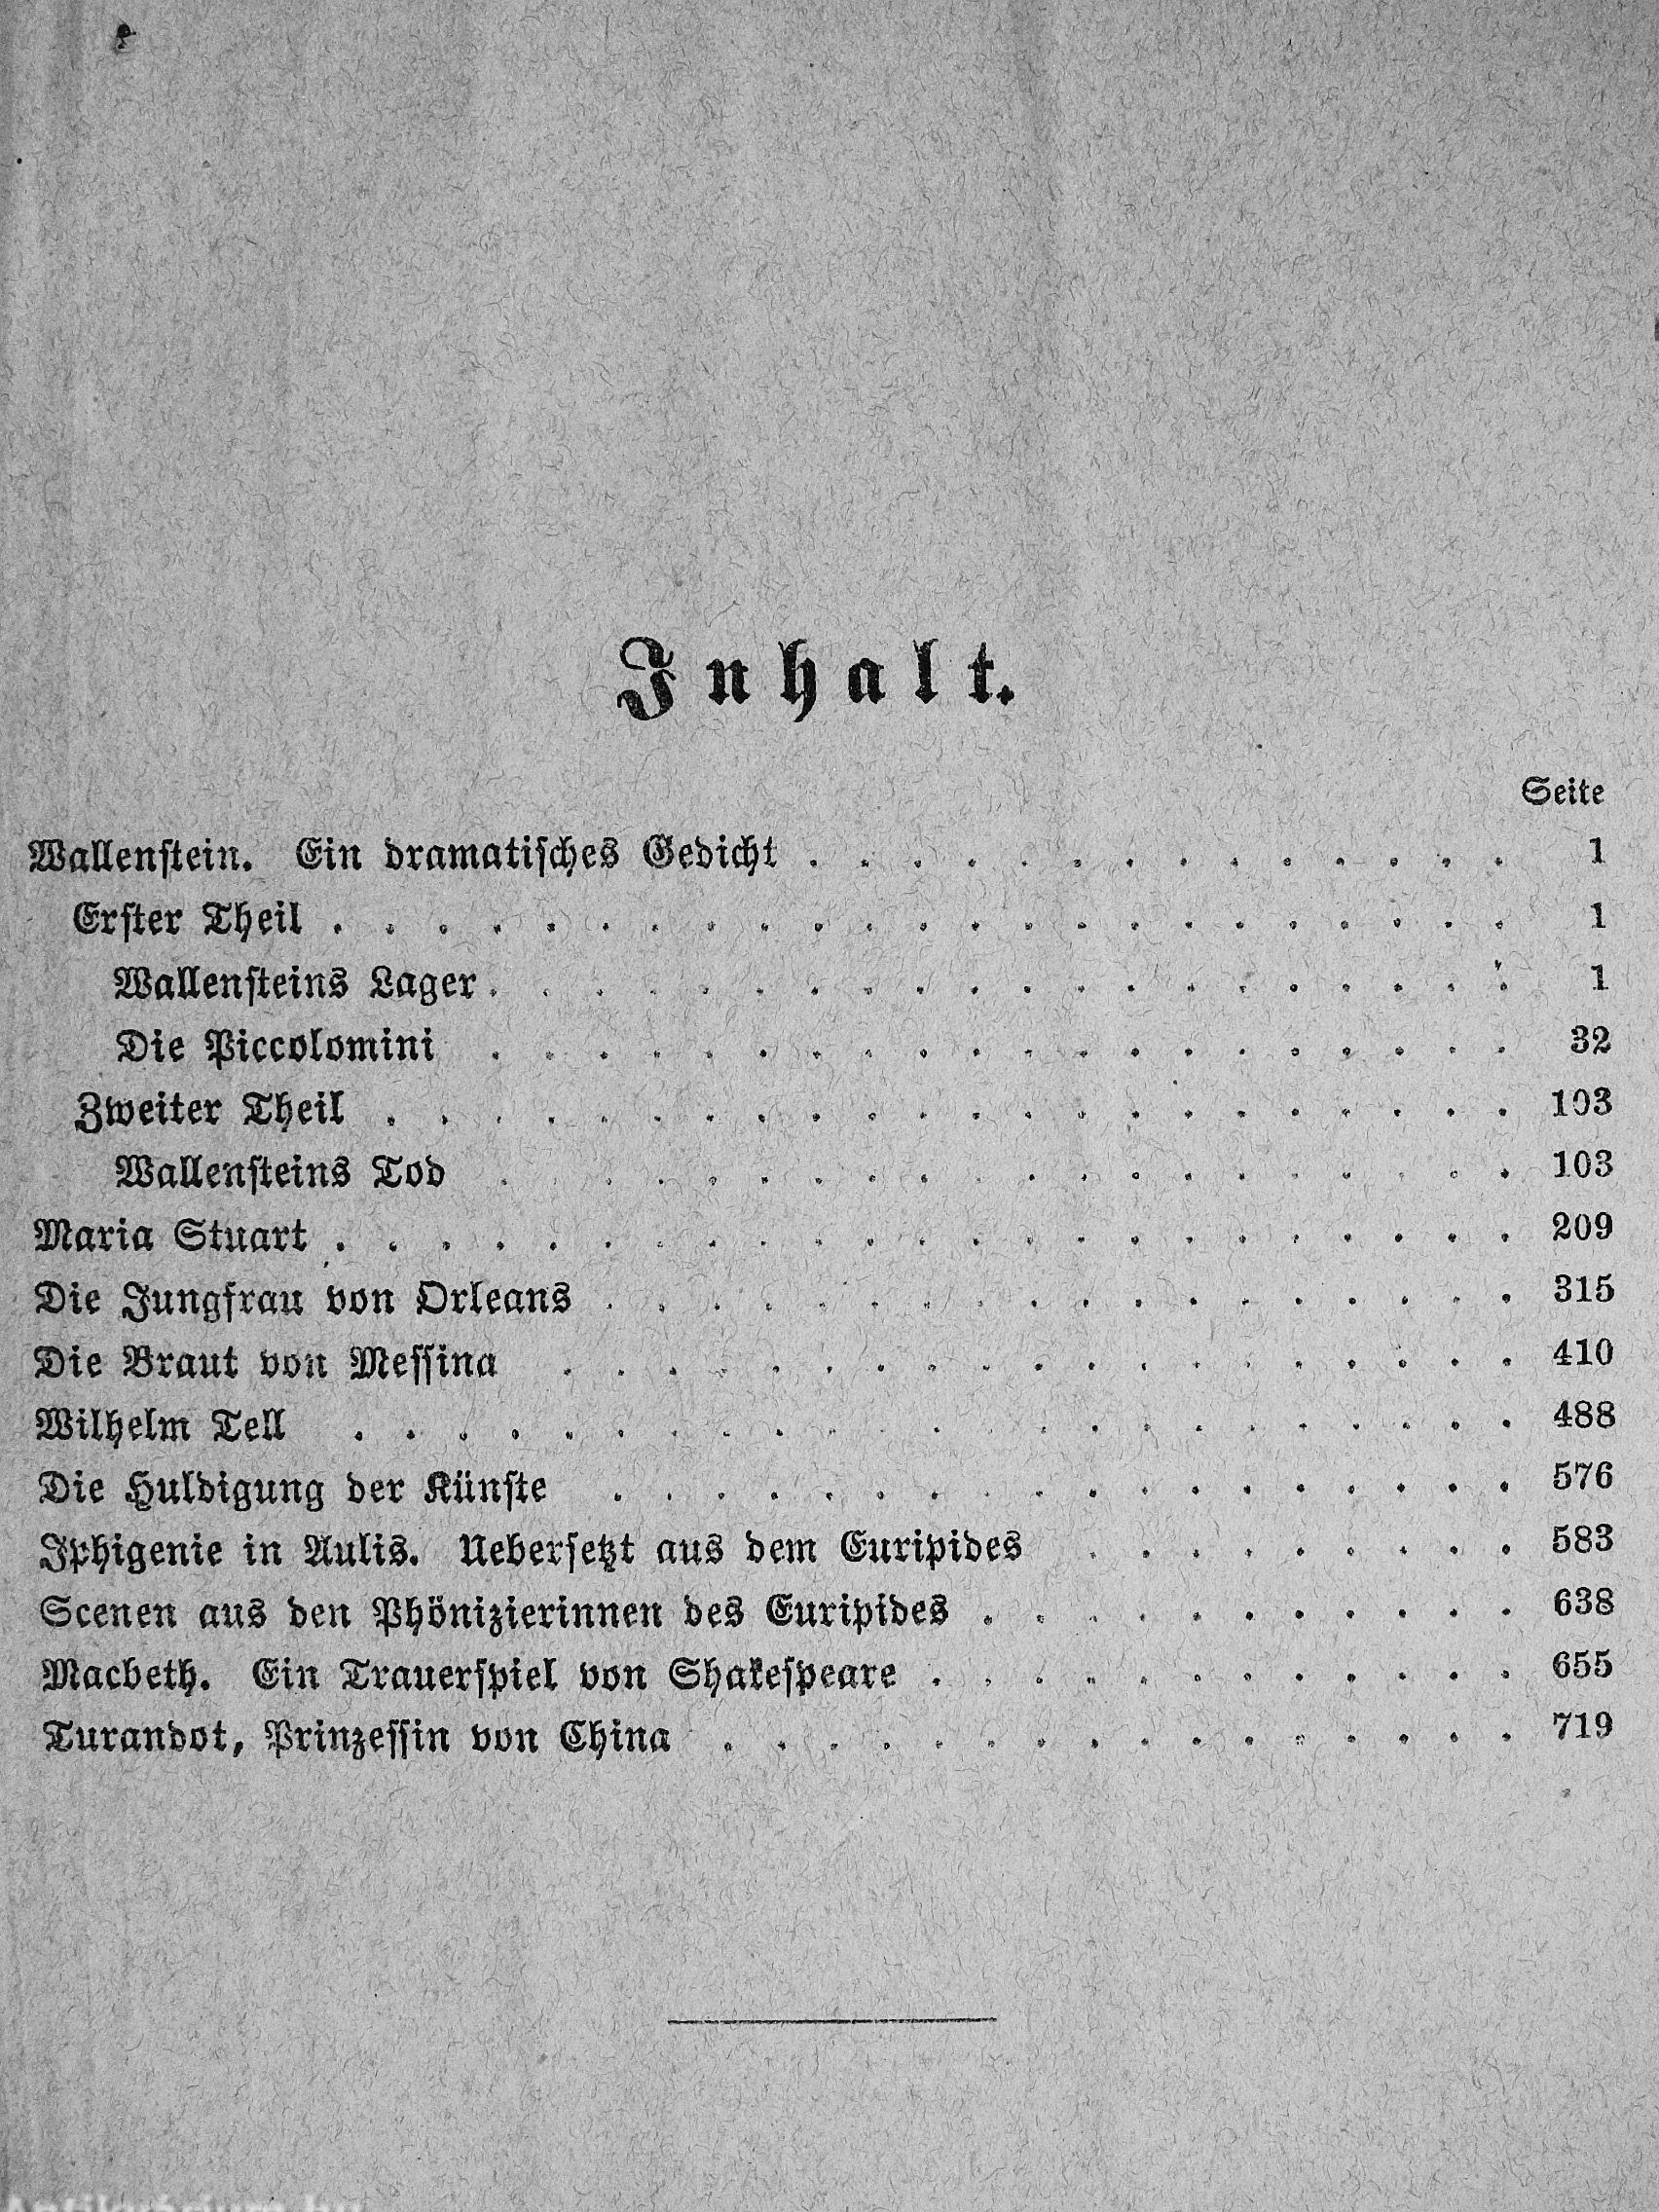 Inhalt.
Seite
Wallenstein. Ein dramatisches Gedicht . . . . . . . . . . . . . . 1
Erster Theil . . . . . . . . . . . . . . . . . . . . . . . 1
Wallensteins Lager . . . . . . . . . . . . . . . . . . . . 1
Die Piccolomini . . . . . . . . . . . . . . . . . . . . 32
Zweiter Theil . . . . . . . . . . . . . . . . . . . . . . 103
Wallensteins Tod . . . . . . . . . . . . . . . . . . . 103
Maria Stuart . . . . . . . . . . . . . . . . . . . . . . . 209
Die Jungfrau von Orleans . . . . . . . . . . . . . . . . . . 315
Die Braut von Messina . . . . . . . . . . . . . . . . . . 410
Wilhelm Tell . . . . . . . . . . . . . . . . . . . . . . 488
Die Huldigung der Künste . . . . . . . . . . . . . . . . . 576
Iphigenie in Aulis. Uebersetzt aus dem Euripides . . . . . . . . . 583
Scenen aus den Phönizierinnen des Euripides . . . . . . . . . . . 638
Macbeth. Ein Trauerspiel von Shakespeare . . . . . . . . . . . . 655
Turandot, Prinzessin von China . . . . . . . . . . . . . . . 719